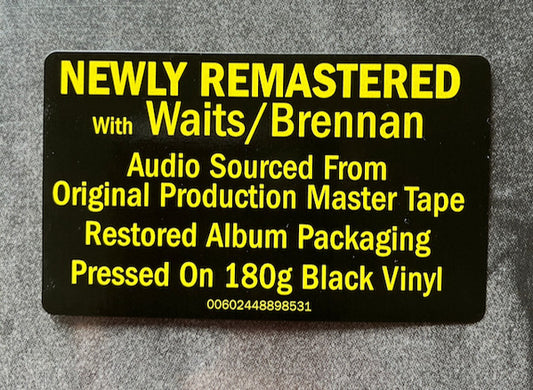 NEWLY REMASTERED
With Waits/Brennan
Audio Sourced From
Original Production Master Tape
Restored Album Packaging
Pressed On 180g Black Vinyl
00602448898531